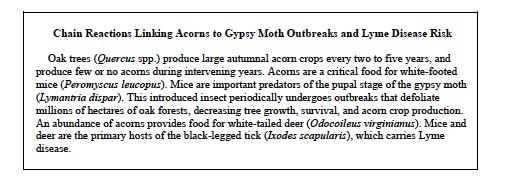 Chain Reactions Linking Acorns to Gypsy Moth Outbreaks and Lyme Disease Risk
Oak trees (Quercus spp.) produce large autumnal acorn crops every two to five years, and
produce few or no acorns during intervening years. Acorns are a critical food for white-footed
mice (Peromyscus leucopus). Mice are important predators of the pupal stage of the gypsy moth
(Lymantria dispar). This introduced insect periodically undergoes outbreaks that defoliate
millions of hectares of oak forests, decreasing tree growth, survival, and acorn crop production.
An abundance of acorns provides food for white-tailed deer (Odocoileus virginianus). Mice and
deer are the primary hosts of the black-legged tick (Ixodes scapularis), which carries Lyme
disease.